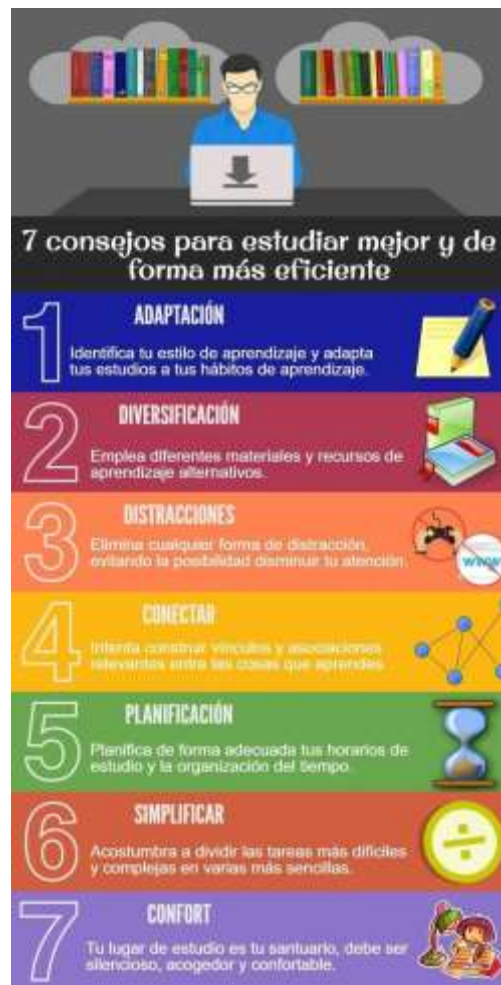 7 consejos para estudiar mejor y de
forma más eficiente
1
ADAPTACIÓN
Identifica tu estilo de aprendizaje y adapta
tus estudios a tus hábitos de aprendizaje.
2
DIVERSIFICACIÓN
Emplea diferentes materiales y recursos de
aprendizaje alternativos.
3
DISTRACCIONES
Elimina cualquier forma de distracción,
evitando la posibilidad disminuir tu atención.
www
4
CONECTAR
Intenta construir vínculos y asociaciones
relevantes entre las cosas que aprendes.
5
PLANIFICACIÓN
Planifica de forma adecuada tus horarios de
estudio y la organización del tiempo.
6
SIMPLIFICAR
Acostumbra a dividir las tareas más difíciles
y complejas en varias más sencillas.
7
CONFORT
Tu lugar de estudio es tu santuario, debe ser
silencioso, acogedor y confortable.